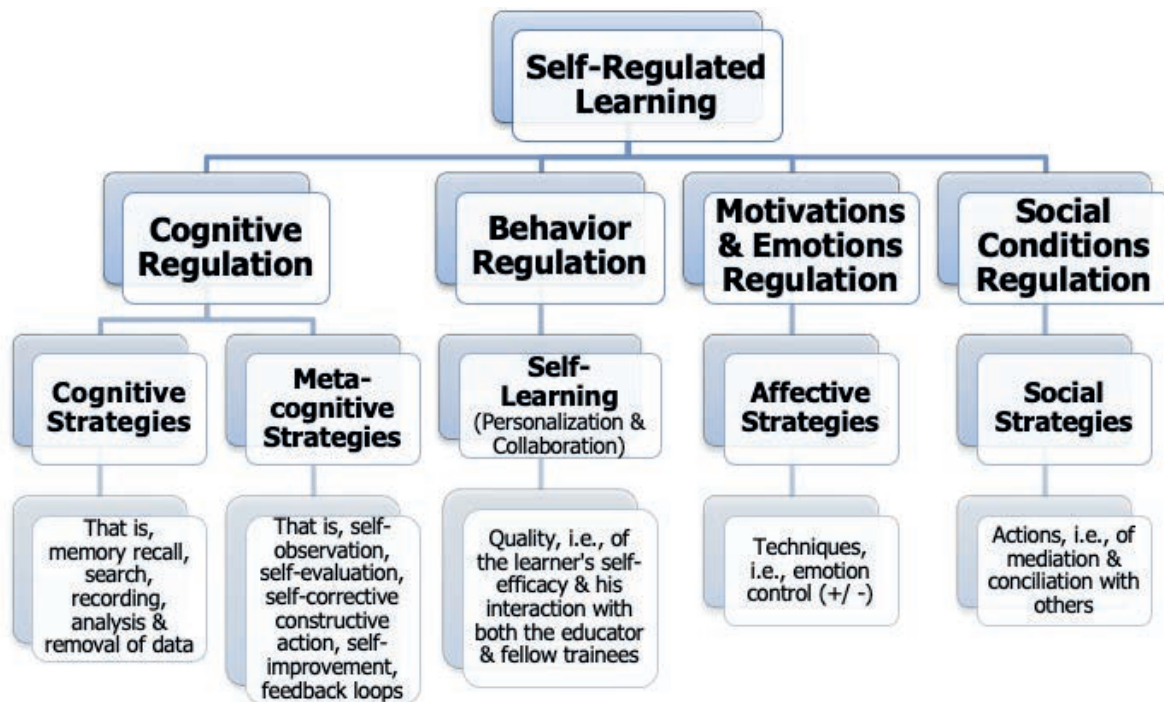 Self-Regulated
Learning
Cognitive
Regulation
Behavior
Regulation
Motivations
& Emotions
Regulation
Social
Conditions
Regulation
Cognitive
Strategies
Meta-
cognitive
Strategies
Self-
Learning
(Personalization &
Collaboration)
Affective
Strategies
Social
Strategies
That is,
memory recall,
search,
recording,
analysis &
removal of data
That is, self-
observation,
self-evaluation,
self-corrective
constructive
action, self-
improvement,
feedback loops
Quality, i.e., of
the learner's self-
efficacy & his
interaction with
both the educator
& fellow trainees
Techniques,
i.e., emotion
control (+/ -)
Actions, i.e., of
mediation &
conciliation with
others